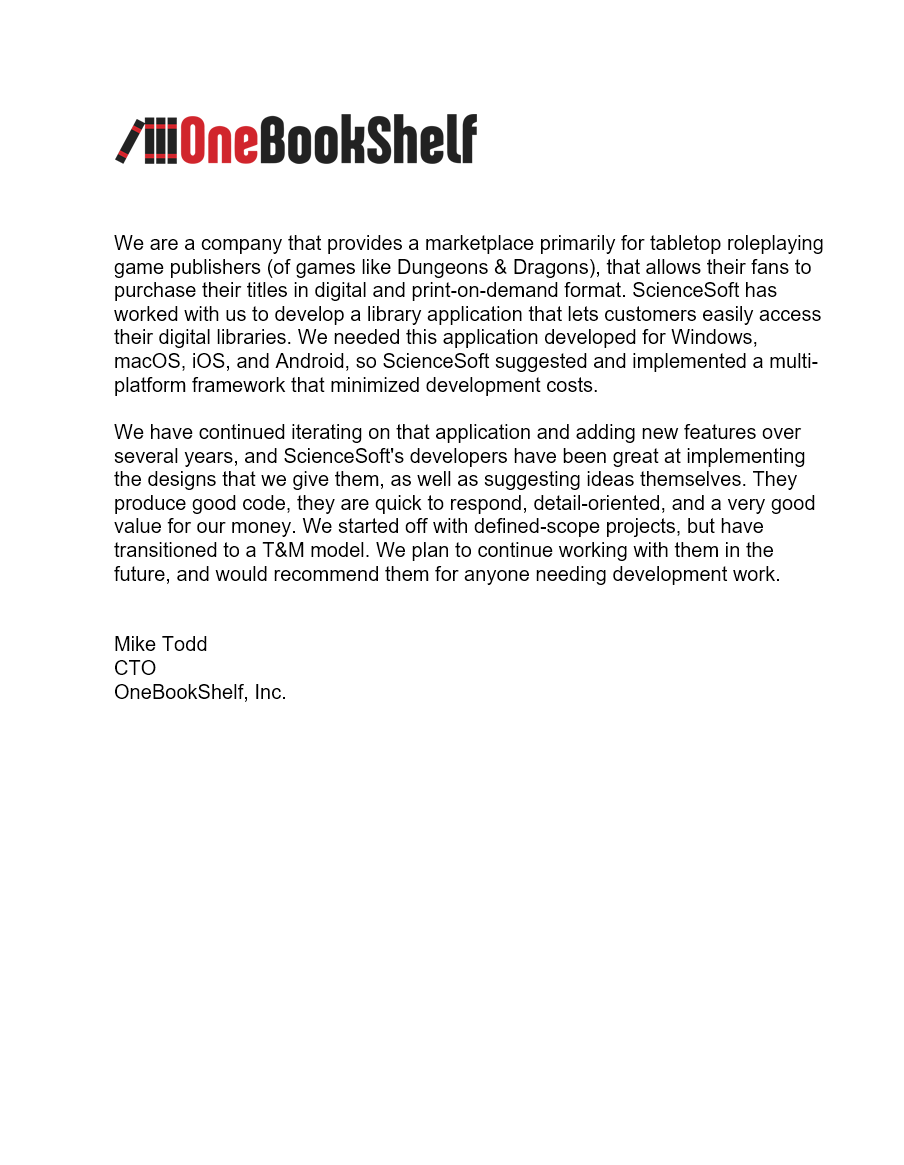 OneBookShelf
We are a company that provides a marketplace primarily for tabletop roleplaying
game publishers (of games like Dungeons & Dragons), that allows their fans to
purchase their titles in digital and print-on-demand format. ScienceSoft has
worked with us to develop a library application that lets customers easily access
their digital libraries. We needed this application developed for Windows,
macOS, iOS, and Android, so ScienceSoft suggested and implemented a multi-
platform framework that minimized development costs.
We have continued iterating on that application and adding new features over
several years, and ScienceSoft's developers have been great at implementing
the designs that we give them, as well as suggesting ideas themselves. They
produce good code, they are quick to respond, detail-oriented, and a very good
value for our money. We started off with defined-scope projects, but have
transitioned to a T&M model. We plan to continue working with them in the
future, and would recommend them for anyone needing development work.
Mike Todd
CTO
OneBookShelf, Inc.